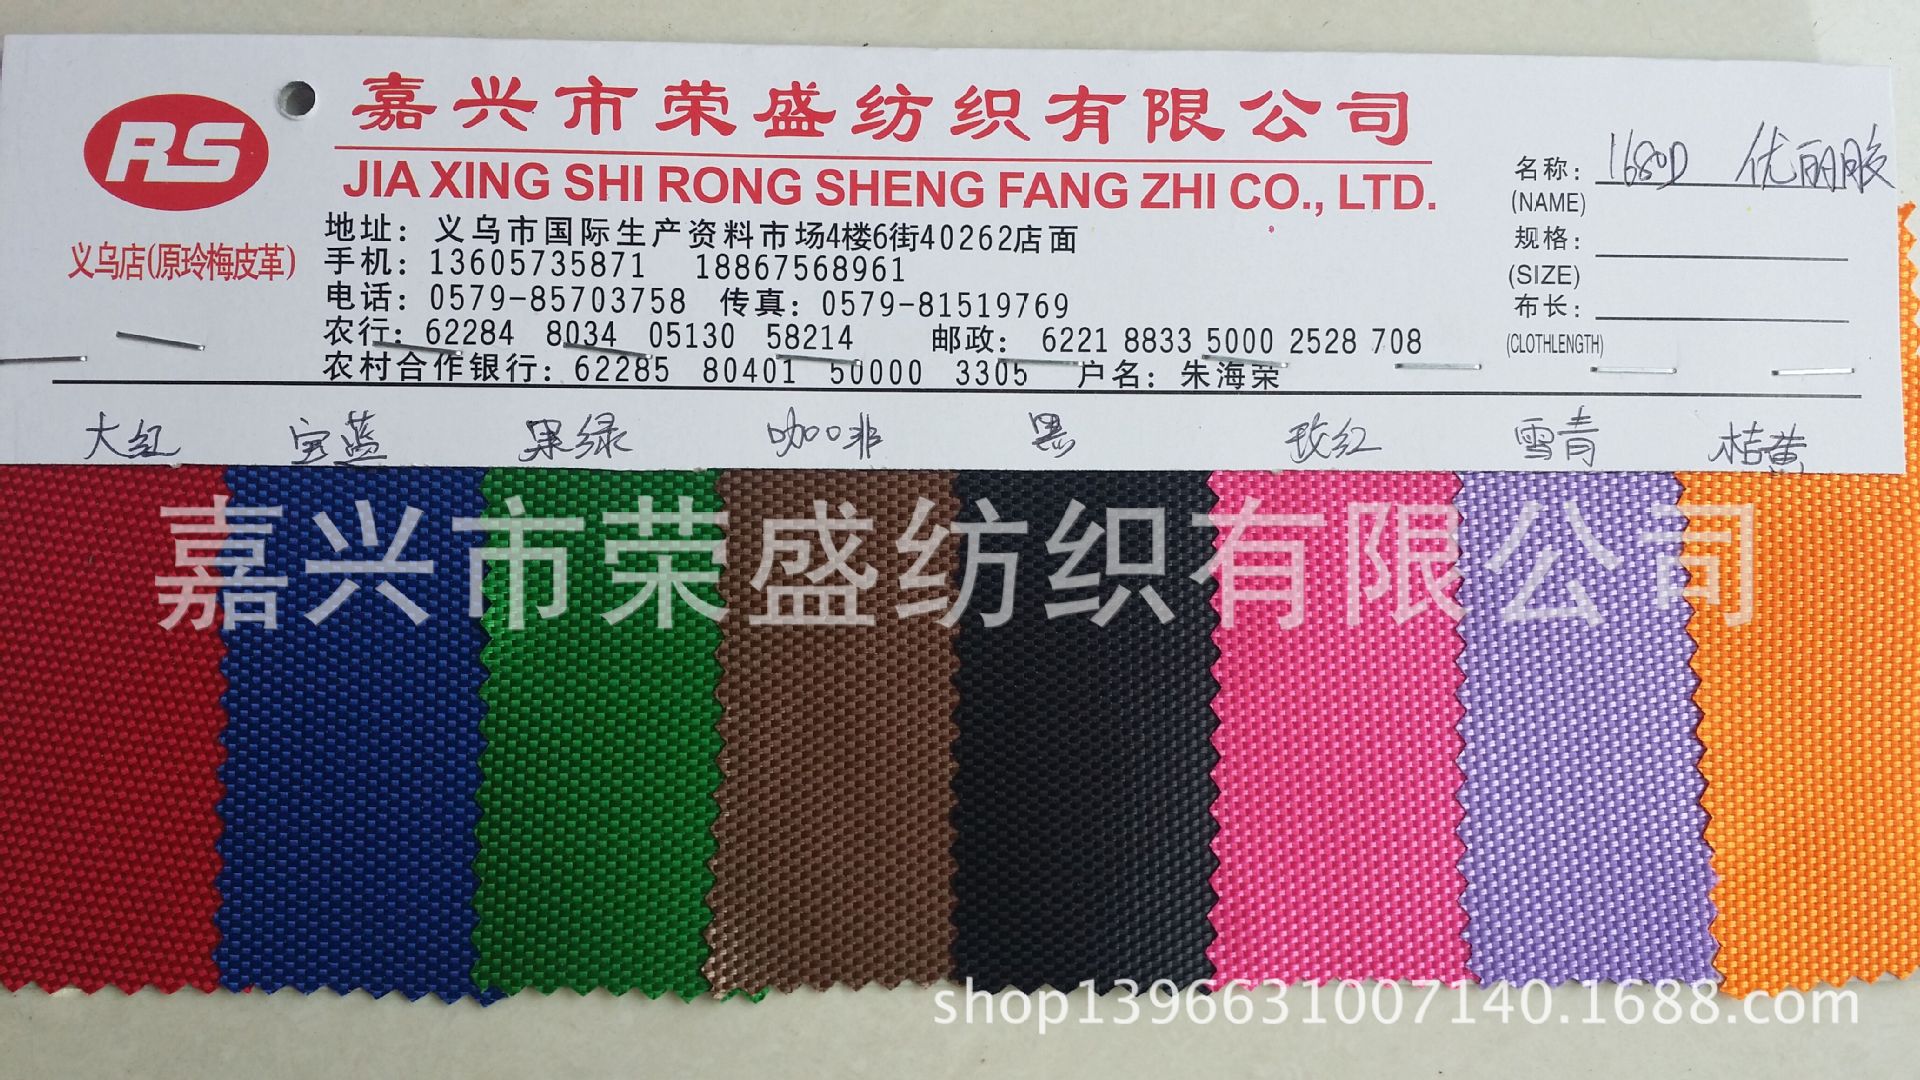 RS
嘉兴市荣盛纺织有限公司
JIA XING SHI RONG SHENG FANG ZHI CO., LTD.
义乌店(原玲梅皮革)
地址：义乌市国际生产资料市场4楼6街40262店面
手机：13605735871 18867568961
电话：0579-85703758 传真：0579-81519769
农行：62284 8034 05130 58214 邮政：6221 8833 5000 2528 708
农村合作银行：62285 80401 50000 3305 户名：朱海荣
名称：1680D 优丽胶
(NAME)
规格：
(SIZE)
布长：
(CLOTHLENGTH)
大红 宝蓝 果绿 咖啡 黑 玫红 雪青 桔黄
嘉兴市荣盛纺织有限公司
shop1396631007140.1688.com